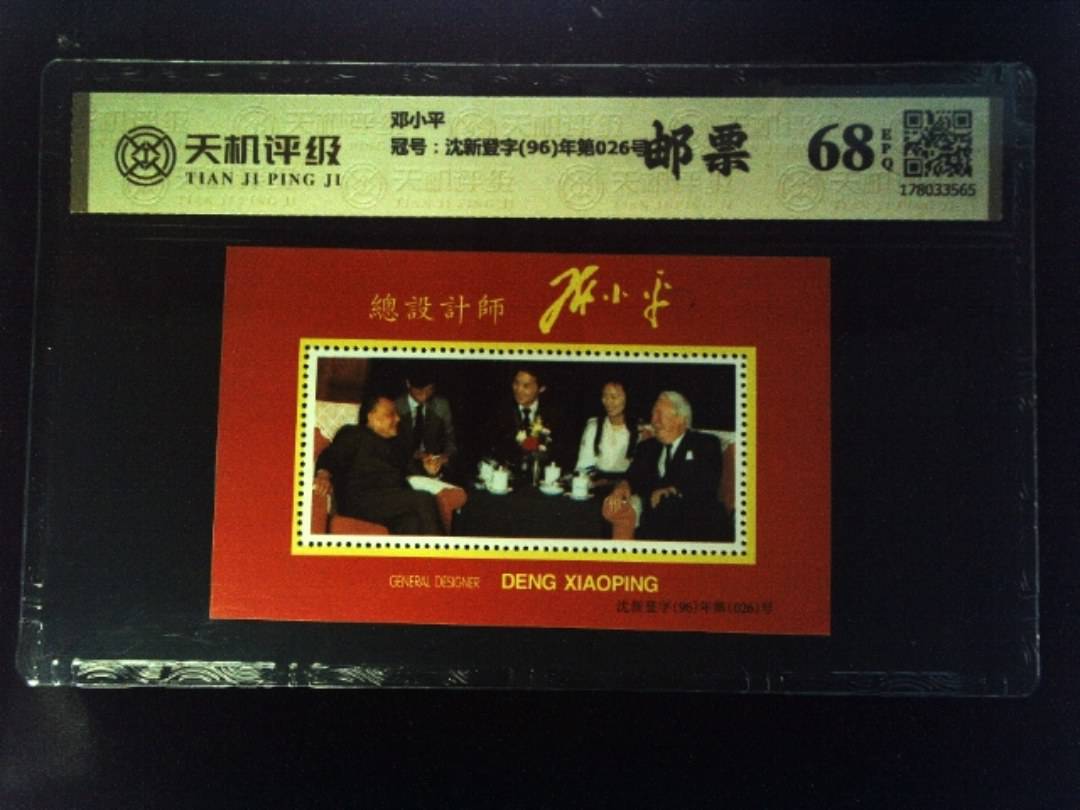 天机评级
TIAN JI PING JI
邓小平
冠号：沈新登字(96)年第026号
邮票
68
EPQ
178033565
總設計師 邓小平
GENERAL DESIGNER DENG XIAOPING
沈新登字(96)年第(026)号